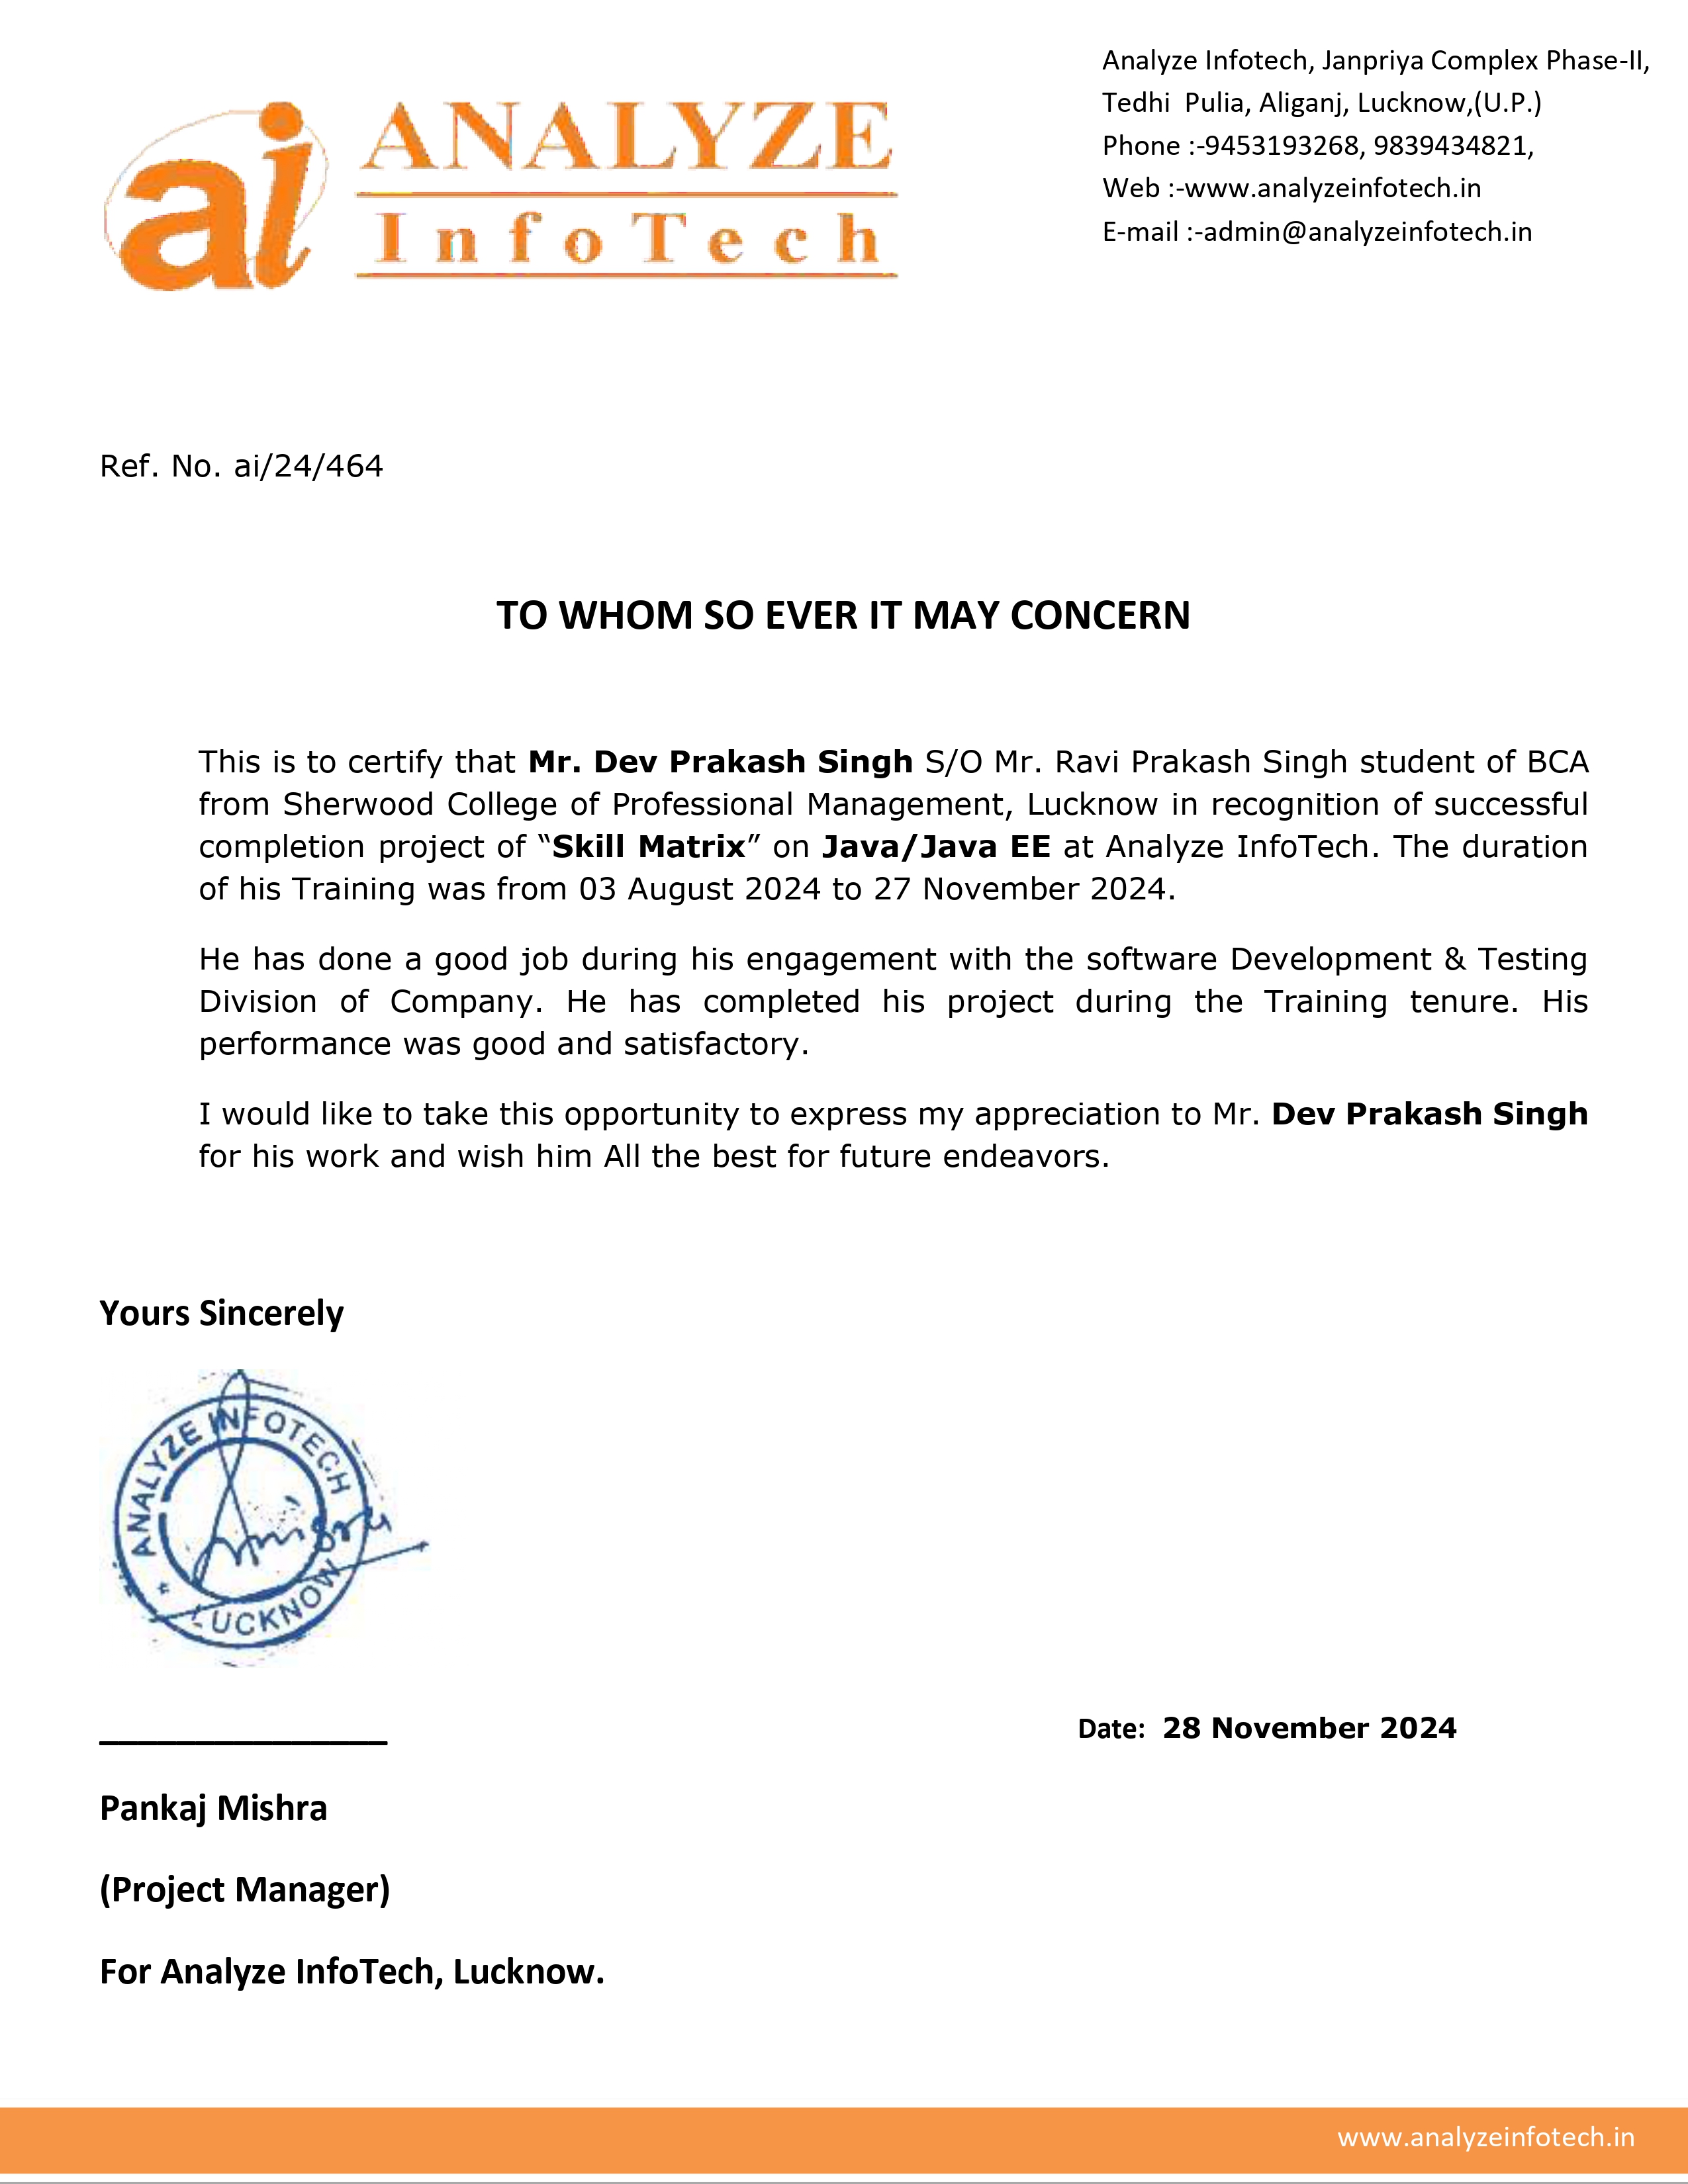 Analyze Infotech, Janpriya Complex Phase-II,
Tedhi Pulia, Aliganj, Lucknow,(U.P.)
Phone :-9453193268, 9839434821,
Web :-www.analyzeinfotech.in
E-mail :-admin@analyzeinfotech.in
ai
ANALYZE
InfoTech
Ref. No. ai/24/464
TO WHOM SO EVER IT MAY CONCERN
This is to certify that Mr. Dev Prakash Singh S/O Mr. Ravi Prakash Singh student of BCA
from Sherwood College of Professional Management, Lucknow in recognition of successful
completion project of “Skill Matrix” on Java/Java EE at Analyze InfoTech. The duration
of his Training was from 03 August 2024 to 27 November 2024.
He has done a good job during his engagement with the software Development & Testing
Division of Company. He has completed his project during the Training tenure. His
performance was good and satisfactory.
I would like to take this opportunity to express my appreciation to Mr. Dev Prakash Singh
for his work and wish him All the best for future endeavors.
Yours Sincerely
ANALYZE INFOTECH
LUCKNOW
Date: 28 November 2024
Pankaj Mishra
(Project Manager)
For Analyze InfoTech, Lucknow.
www.analyzeinfotech.in